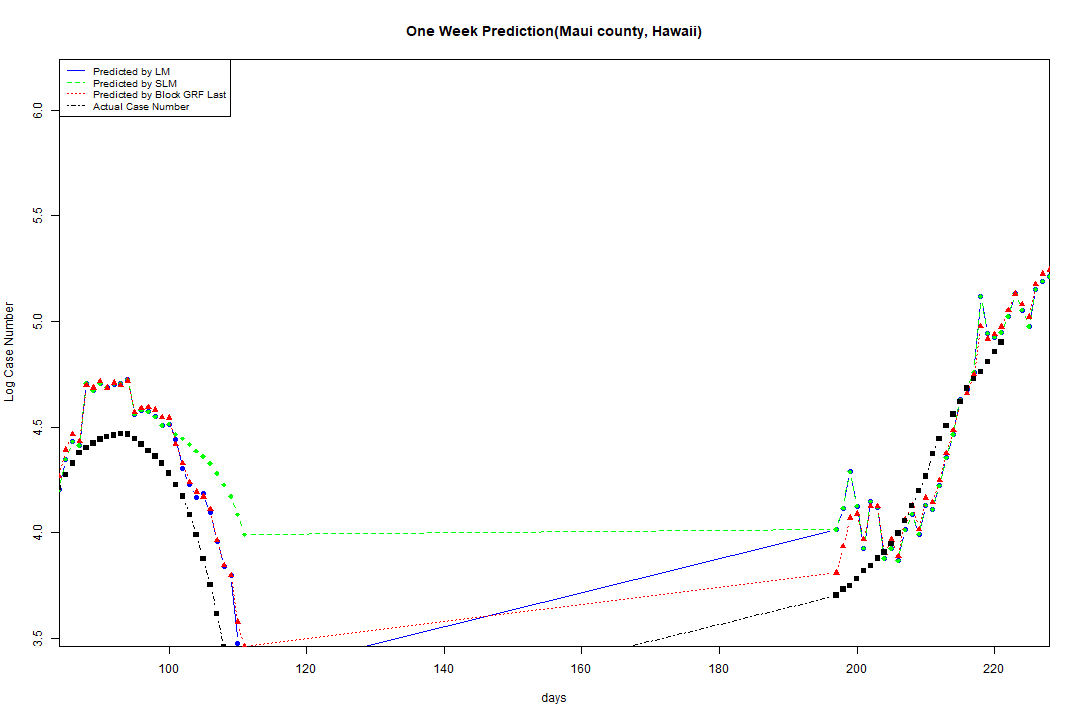 One Week Prediction(Maui county, Hawaii)
Predicted by LM
Predicted by SLM
Predicted by Block GRF Last
Actual Case Number
Log Case Number
6.0
5.5
5.0
4.5
4.0
3.5
100 120 140 160 180 200 220
days